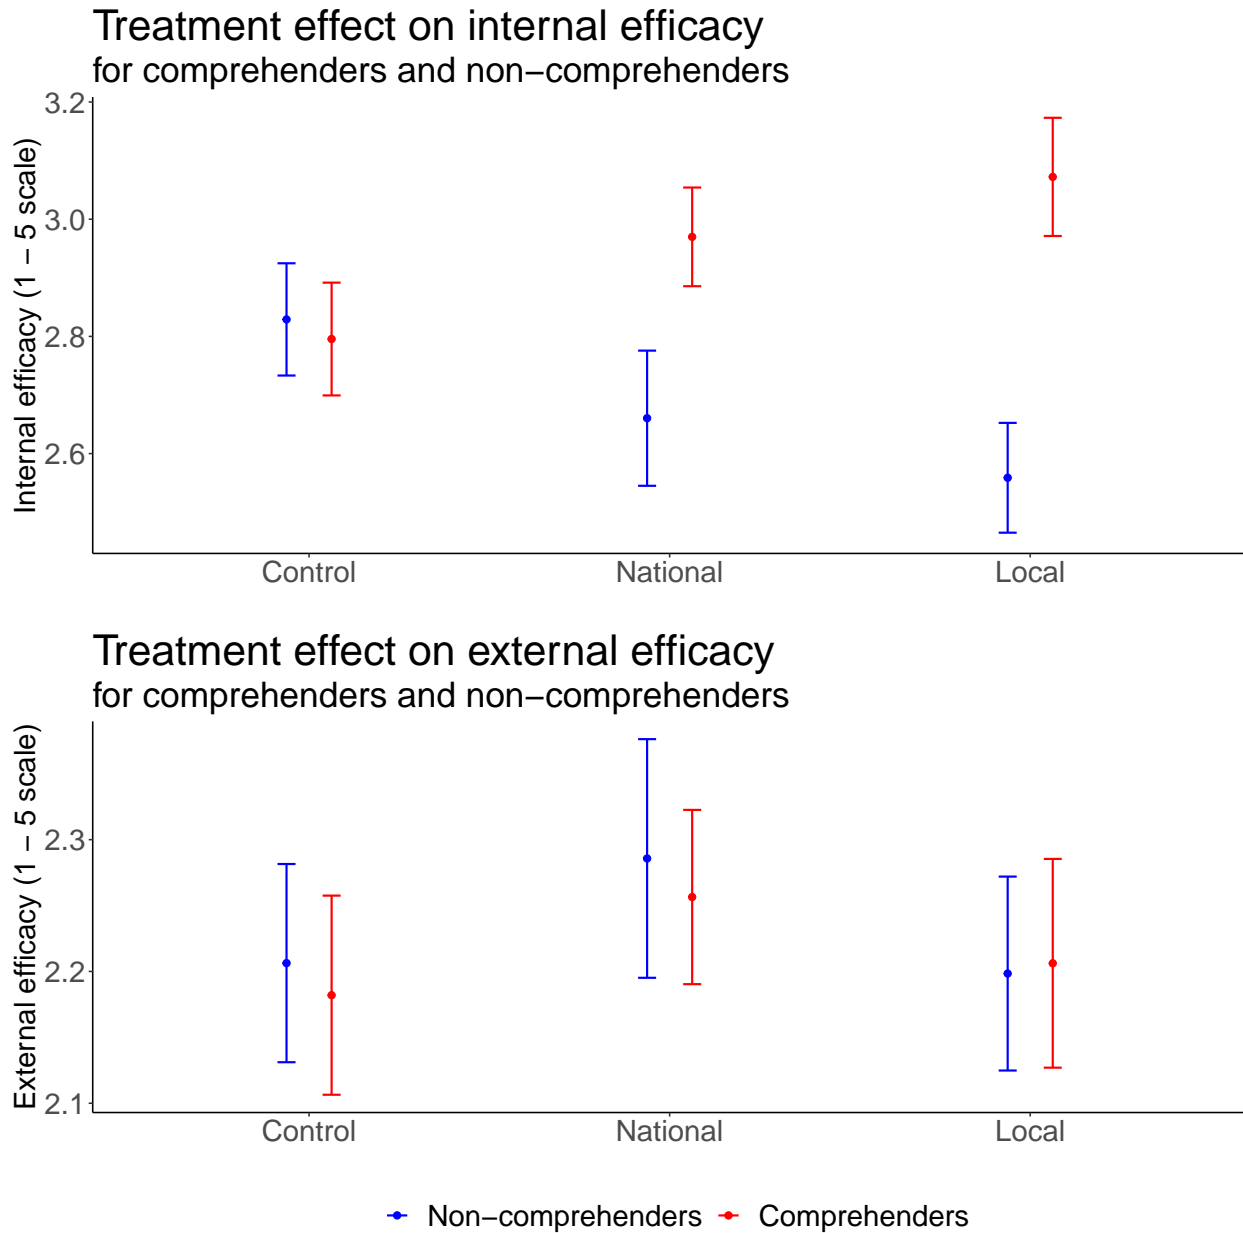 Treatment effect on internal efficacy
for comprehenders and non−comprehenders
Internal efficacy (1 − 5 scale)
3.2
3.0
2.8
2.6
Control National Local
Treatment effect on external efficacy
for comprehenders and non−comprehenders
External efficacy (1 − 5 scale)
2.3
2.2
2.1
Control National Local
Non−comprehenders Comprehenders